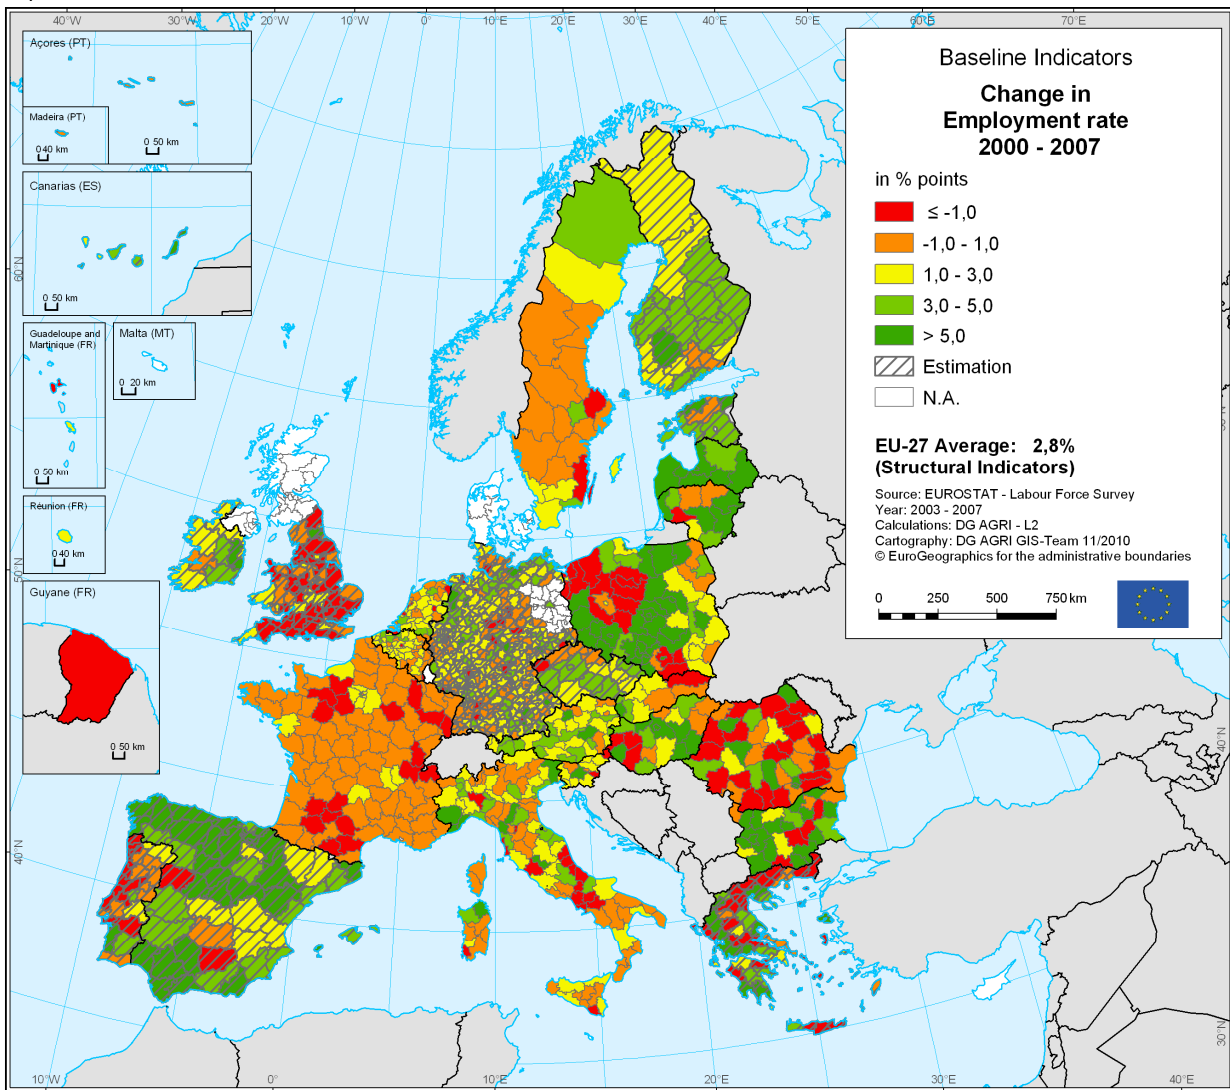 40°W
30°W
20°W
10°W
0°
10°E
20°E
30°E
40°E
50°E
60°E
70°E
Açores (PT)
Madeira (PT)
0 40 km
0 50 km
Canarias (ES)
0 50 km
Guadeloupe and
Martinique (FR)
0 50 km
Malta (MT)
0 20 km
Réunion (FR)
0 40 km
Guyane (FR)
0 50 km
60°N
50°N
40°N
Baseline Indicators
Change in
Employment rate
2000 - 2007
in % points
≤ -1,0
-1,0 - 1,0
1,0 - 3,0
3,0 - 5,0
> 5,0
Estimation
N.A.
EU-27 Average: 2,8%
(Structural Indicators)
Source: EUROSTAT - Labour Force Survey
Year: 2003 - 2007
Calculations: DG AGRI - L2
Cartography: DG AGRI GIS-Team 11/2010
© EuroGeographics for the administrative boundaries
0 250 500 750 km
40°N
30°N
10°W
0°
10°E
20°E
30°E
40°E